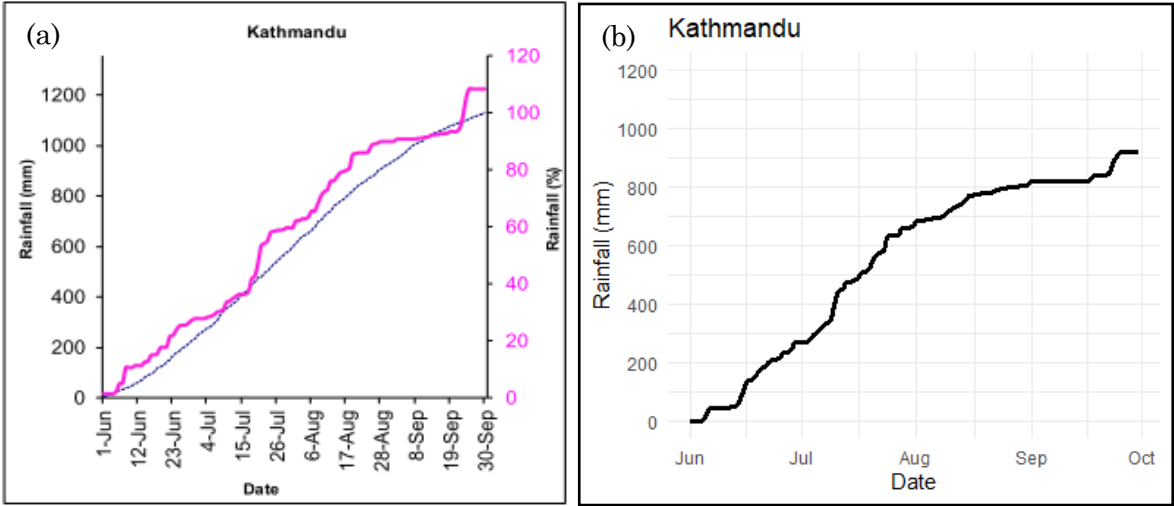 (a)
Kathmandu
Rainfall (mm)
1200
1000
800
600
400
200
0
120
100
80
60
40
20
0
Rainfall (%)
1-Jun
12-Jun
23-Jun
4-Jul
15-Jul
26-Jul
6-Aug
17-Aug
28-Aug
8-Sep
19-Sep
30-Sep
Date
(b)
Kathmandu
Rainfall (mm)
1200
1000
800
600
400
200
0
Jun
Jul
Aug
Sep
Oct
Date